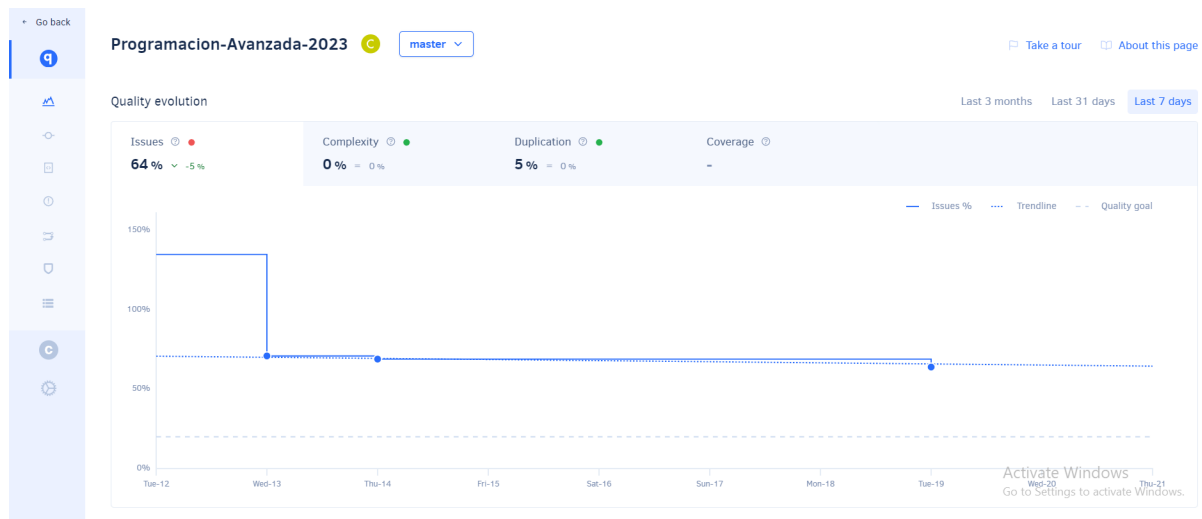 Go back
Programacion-Avanzada-2023 C master
Take a tour About this page
Quality evolution
Last 3 months Last 31 days Last 7 days
Issues Complexity Duplication Coverage
64 % -5 % 0 % = 0 % 5 % = 0 % -
Issues % Trendline Quality goal
150%
100%
50%
0%
Tue-12 Wed-13 Thu-14 Fri-15 Sat-16 Sun-17 Mon-18 Tue-19 Wed-20 Thu-21
Activate Windows
Go to Settings to activate Windows.